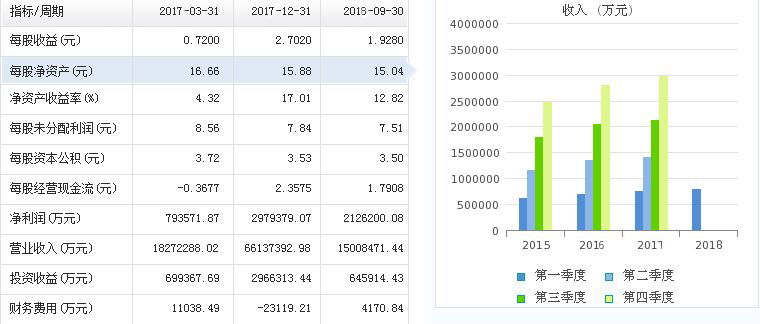 指标/周期 2017-03-31 2017-12-31 2016-09-30
每股收益(元) 0.7200 2.7020 1.9280
每股净资产(元) 16.66 15.88 15.04
净资产收益率(%) 4.32 17.01 12.82
每股未分配利润(元) 8.56 7.84 7.51
每股资本公积(元) 3.72 3.53 3.50
每股经营现金流(元) -0.3677 2.3575 1.7908
净利润(万元) 793571.87 2979379.07 2126200.08
营业收入(万元) 18272288.02 66137392.98 15008471.44
投资收益(万元) 699367.69 2966313.44 645914.43
财务费用(万元) 11038.49 -23119.21 4170.84
收入 (万元)
4000000
3500000
3000000
2500000
2000000
1500000
1000000
500000
0
2015 2016 2017 2018
第一季度 第二季度
第三季度 第四季度